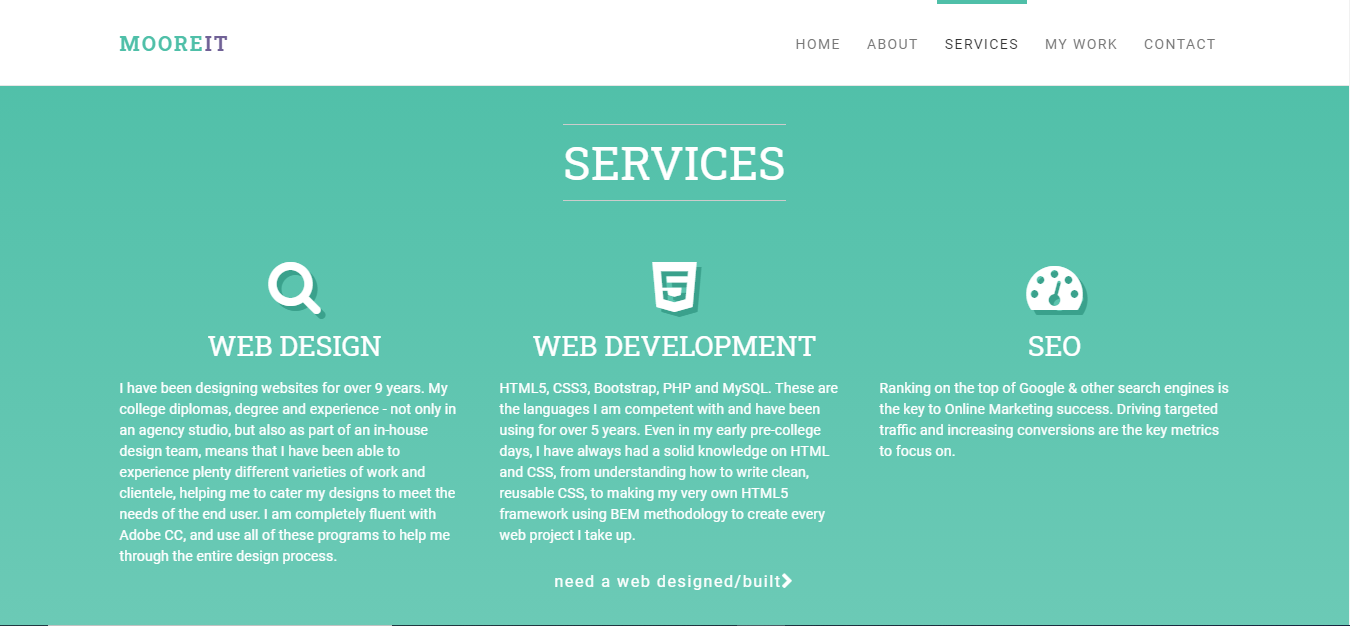 MOOREIT
HOME ABOUT SERVICES MY WORK CONTACT
SERVICES
WEB DESIGN
I have been designing websites for over 9 years. My
college diplomas, degree and experience - not only in
an agency studio, but also as part of an in-house
design team, means that I have been able to
experience plenty different varieties of work and
clientele, helping me to cater my designs to meet the
needs of the end user. I am completely fluent with
Adobe CC, and use all of these programs to help me
through the entire design process.
WEB DEVELOPMENT
HTML5, CSS3, Bootstrap, PHP and MySQL. These are
the languages I am competent with and have been
using for over 5 years. Even in my early pre-college
days, I have always had a solid knowledge on HTML
and CSS, from understanding how to write clean,
reusable CSS, to making my very own HTML5
framework using BEM methodology to create every
web project I take up.
SEO
Ranking on the top of Google & other search engines is
the key to Online Marketing success. Driving targeted
traffic and increasing conversions are the key metrics
to focus on.
need a web designed/built